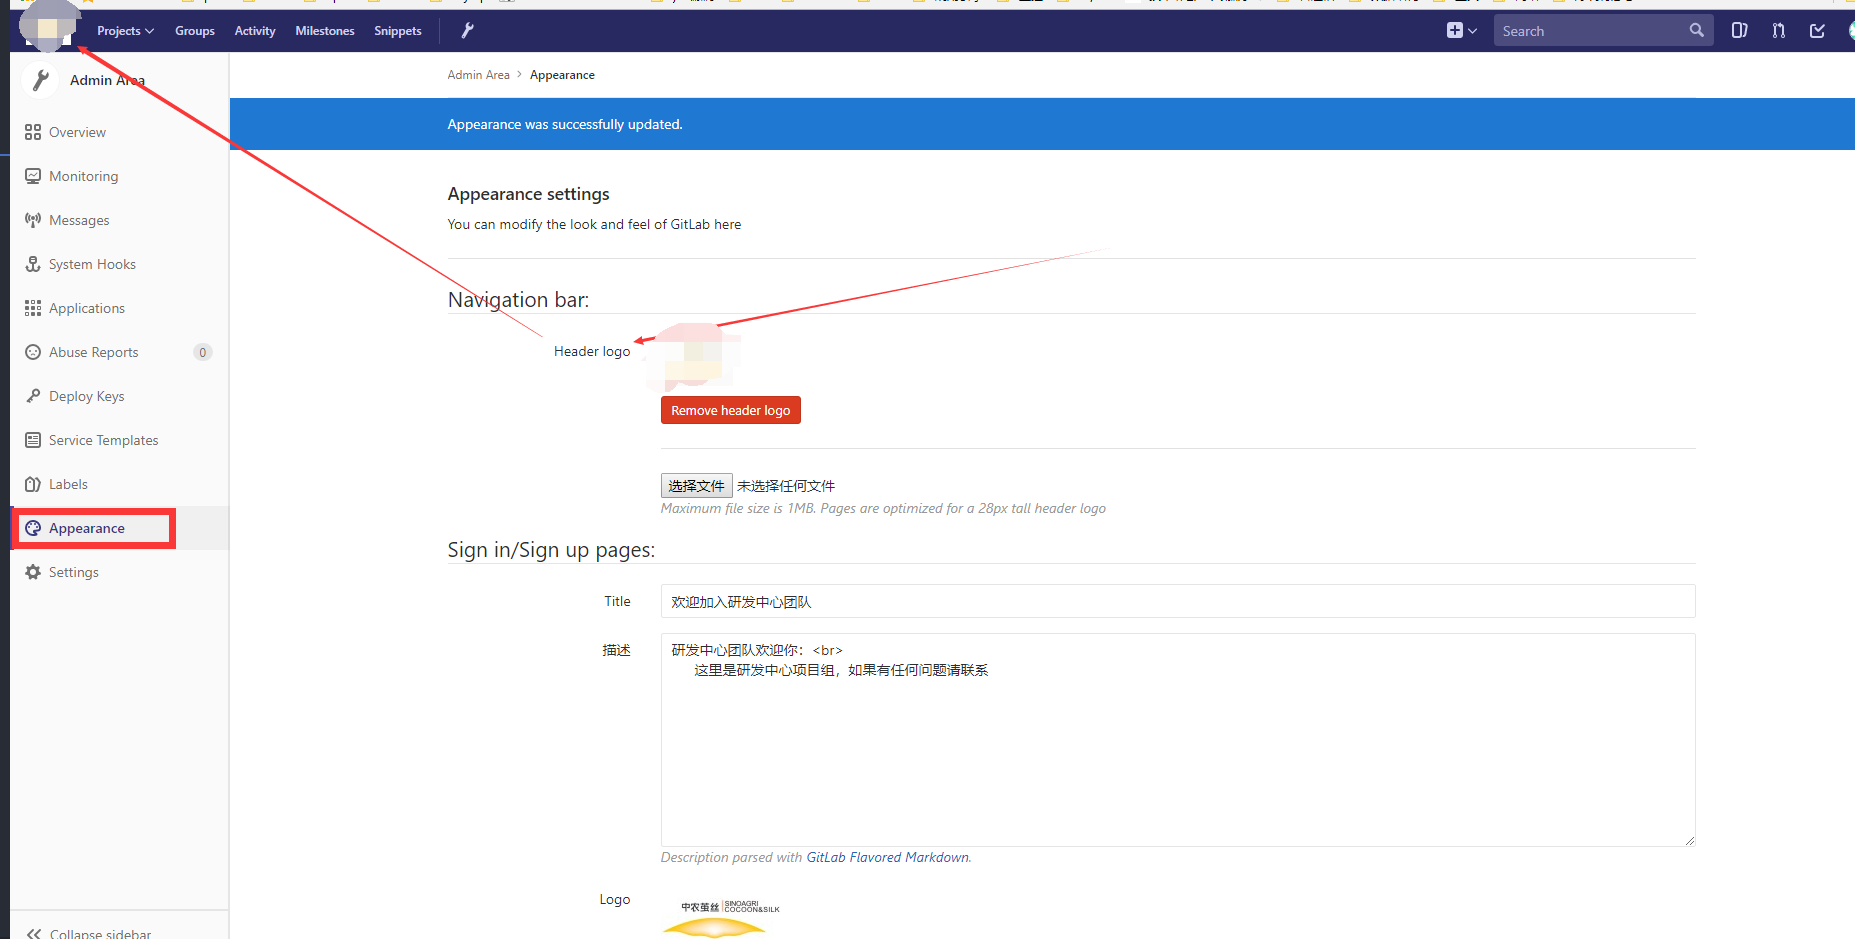 Projects
Groups
Activity
Milestones
Snippets
Search
Admin Area
Overview
Monitoring
Messages
System Hooks
Applications
Abuse Reports 0
Deploy Keys
Service Templates
Labels
Appearance
Settings
Collapse sidebar
Admin Area > Appearance
Appearance was successfully updated.
Appearance settings
You can modify the look and feel of GitLab here
Navigation bar:
Header logo
Remove header logo
选择文件 未选择任何文件
Maximum file size is 1MB. Pages are optimized for a 28px tall header logo
Sign in/Sign up pages:
Title
欢迎加入研发中心团队
描述
研发中心团队欢迎你：<br>
这里是研发中心项目组，如果有任何问题请联系
Description parsed with GitLab Flavored Markdown.
Logo
中农茧丝 SINOAGRI
COCOON&SILK